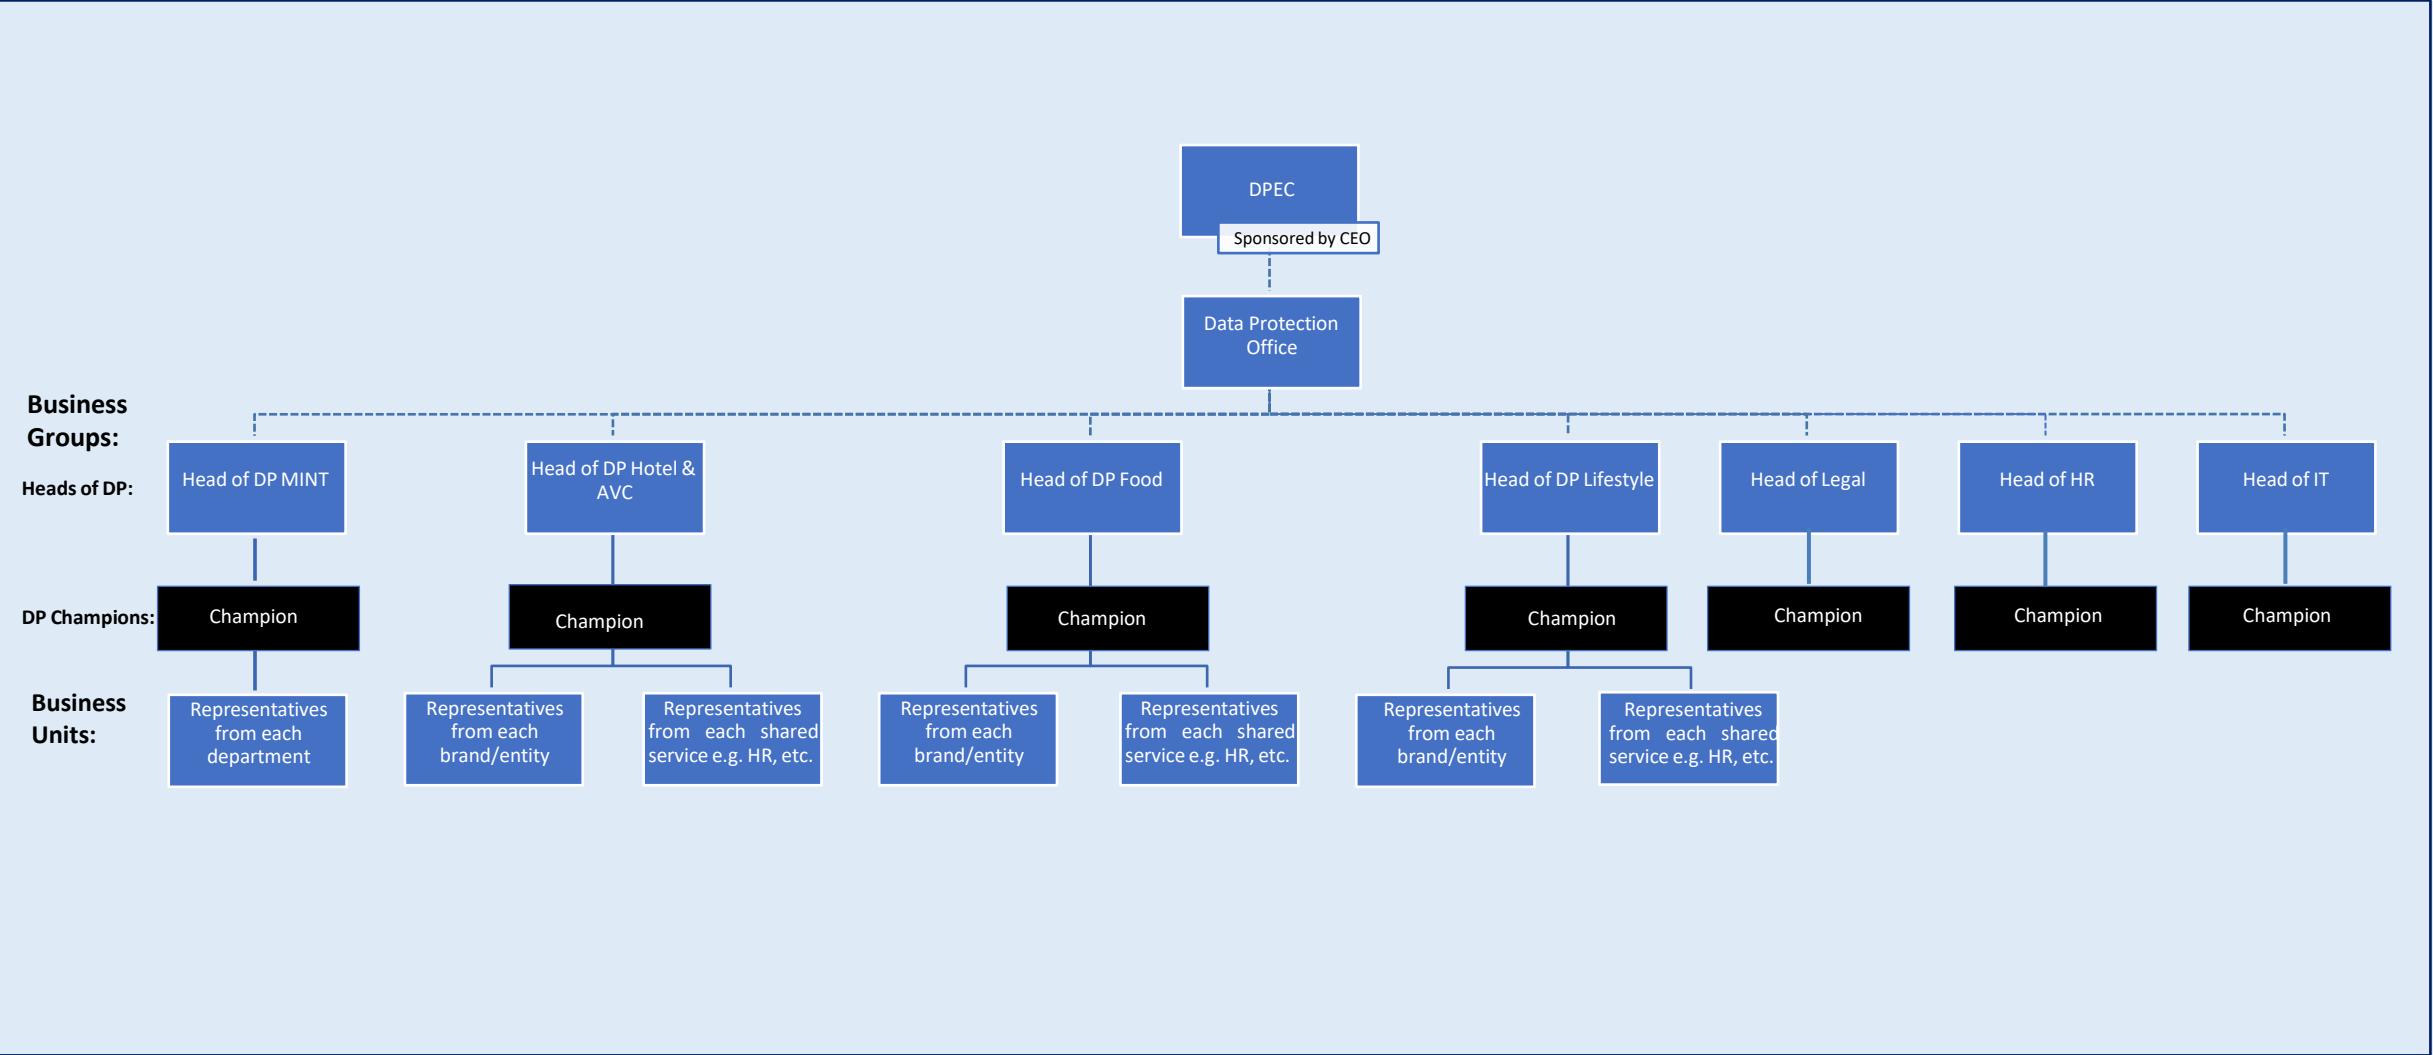 DPEC
Sponsored by CEO
Data Protection
Office
Business
Groups:
Heads of DP:
Head of DP MINT
Head of DP Hotel &
AVC
Head of DP Food
Head of DP Lifestyle
Head of Legal
Head of HR
Head of IT
DP Champions:
Champion
Champion
Champion
Champion
Champion
Champion
Champion
Business
Units:
Representatives
from each
department
Representatives
from each
brand/entity
Representatives
from each shared
service e.g. HR, etc.
Representatives
from each
brand/entity
Representatives
from each shared
service e.g. HR, etc.
Representatives
from each
brand/entity
Representatives
from each shared
service e.g. HR, etc.